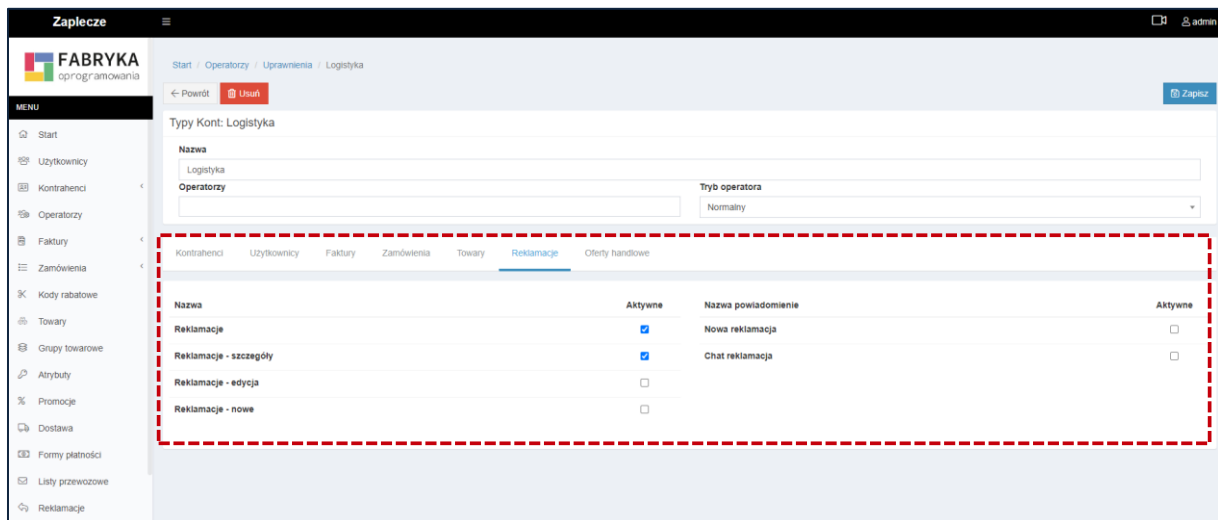 Zaplecze
admin
FABRYKA
oprogramowania
MENU
Start
Użytkownicy
Kontrahenci
Operatorzy
Faktury
Zamówienia
Kody rabatowe
Towary
Grupy towarowe
Atrybuty
Promocje
Dostawa
Formy płatności
Listy przewozowe
Reklamacje
Start / Operatorzy / Uprawnienia / Logistyka
Powrót Usuń Zapisz
Typy Kont: Logistyka
Nazwa
Logistyka
Operatorzy Tryb operatora
Normalny
Kontrahenci Użytkownicy Faktury Zamówienia Towary Reklamacje Oferty handlowe
Nazwa Aktywne Nazwa powiadomienie Aktywne
Reklamacje Nowa reklamacja
Reklamacje - szczegóły Chat reklamacja
Reklamacje - edycja
Reklamacje - nowe